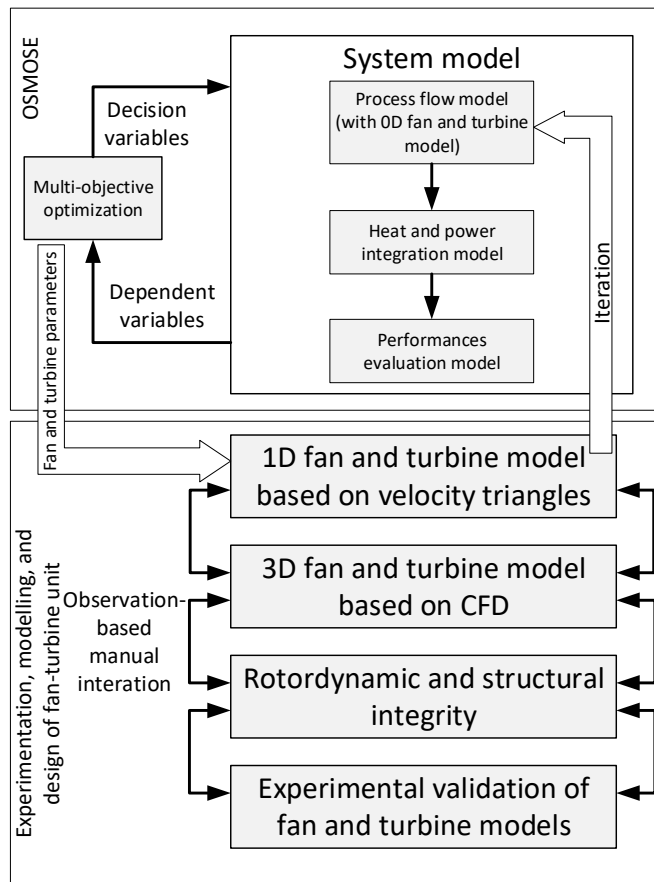 OSMOSE
System model
Process flow model
(with 0D fan and turbine
model)
Decision
variables
Multi-objective
optimization
Heat and power
integration model
Dependent
variables
Performances
evaluation model
Iteration
Fan and turbine parameters
Experimentation, modelling, and
design of fan-turbine unit
1D fan and turbine model
based on velocity triangles
3D fan and turbine model
based on CFD
Observation-
based
manual
interation
Rotordynamic and structural
integrity
Experimental validation of
fan and turbine models